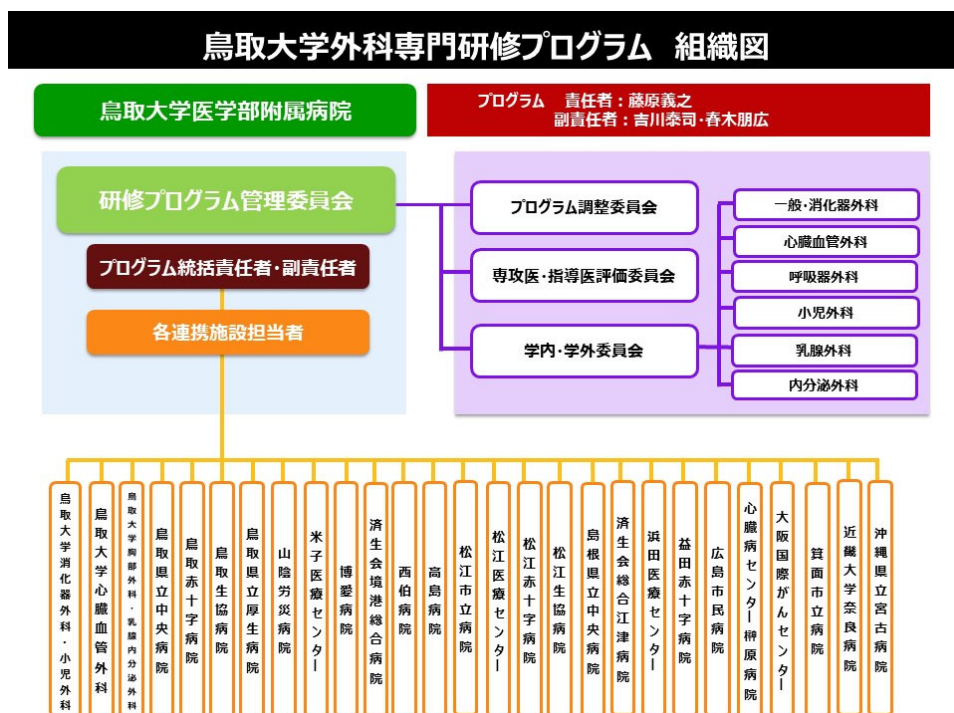 鳥取大学外科専門研修プログラム 組織図
鳥取大学医学部附属病院
プログラム 責任者：藤原義之
副責任者：吉川泰司・春木朋広
研修プログラム管理委員会
プログラム統括責任者・副責任者
各連携施設担当者
プログラム調整委員会
専攻医・指導医評価委員会
学内・学外委員会
一般・消化器外科
心臓血管外科
呼吸器外科
小児外科
乳腺外科
内分泌外科
鳥取大学消化器外科・小児外科
鳥取大学心臓血管外科
鳥取大学胸部外科・乳腺内分泌外科
鳥取県立中央病院
鳥取赤十字病院
鳥取生協病院
鳥取県立厚生病院
山陰労災病院
米子医療センター
博愛病院
済生会境港総合病院
西伯病院
高島病院
松江市立病院
松江医療センター
松江赤十字病院
松江生協病院
島根県立中央病院
済生会総合江津病院
浜田医療センター
益田赤十字病院
広島市民病院
心臓病センター榊原病院
大阪国際がんセンター
箕面市立病院
近畿大学奈良病院
沖縄県立宮古病院